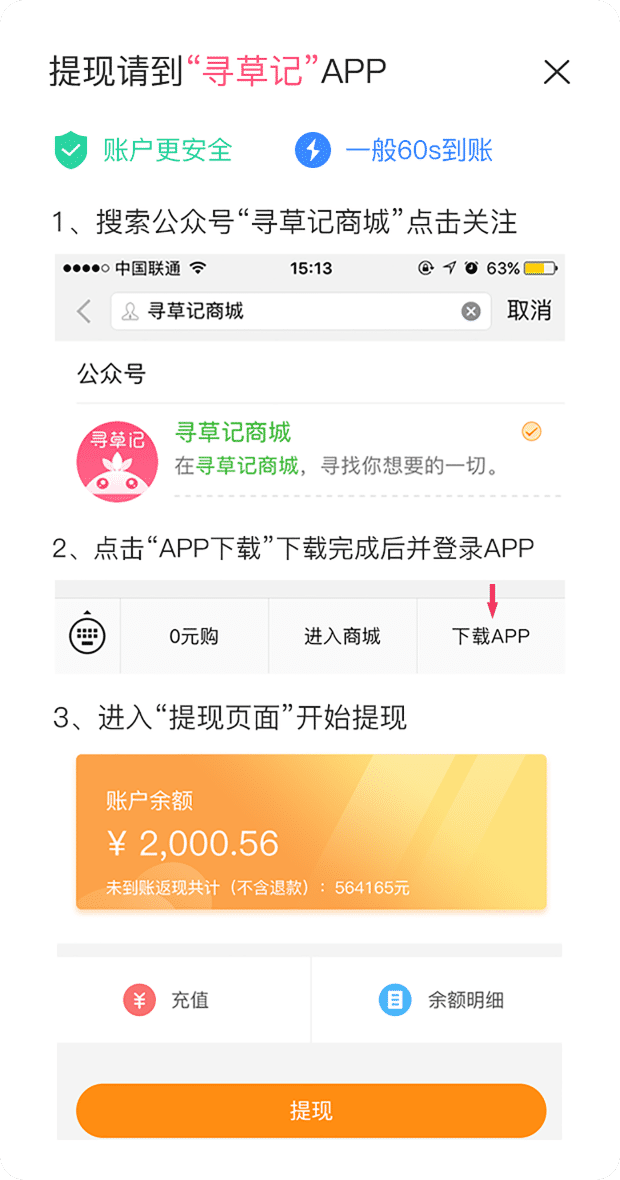 提现请到“寻草记”APP
账户更安全
一般60s到账
1、搜索公众号“寻草记商城”点击关注
中国联通
15:13
63%
寻草记商城
取消
公众号
寻草记
寻草记商城
在寻草记商城，寻找你想要的一切。
2、点击“APP下载”下载完成后并登录APP
0元购
进入商城
下载APP
3、进入“提现页面”开始提现
账户余额
¥ 2,000.56
未到账返现共计（不含退款）：564165元
¥
充值
余额明细
提现